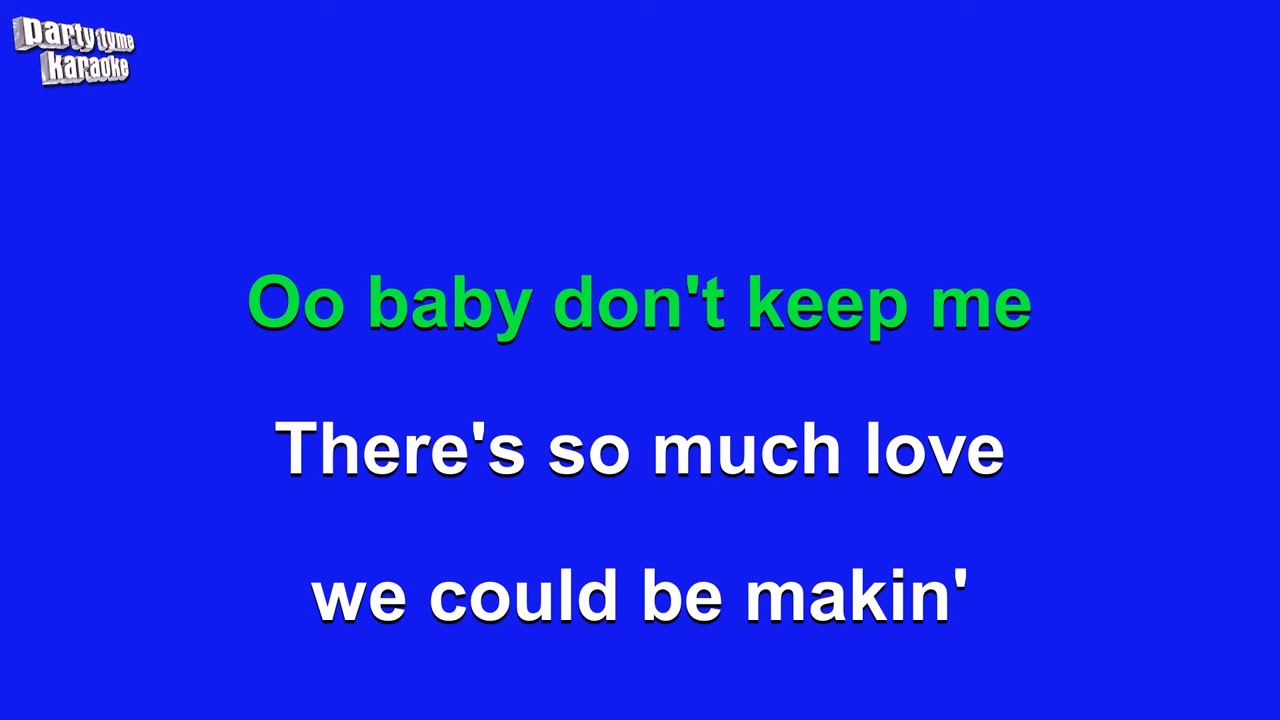 party tyme
karaoke
Oo baby don't keep me
There's so much love
we could be makin'